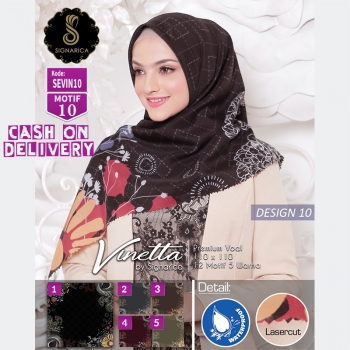 S
SIGNARICA
Kode:
SEVIN10
MOTIF
10
CASH ON
DELIVERY
DESIGN 10
Vinetta
by Signarica
Premium Voal
110 x 110
12 Motif 5 Warna
Detail:
1
2
3
4
5
WATERPROOF
Lasercut